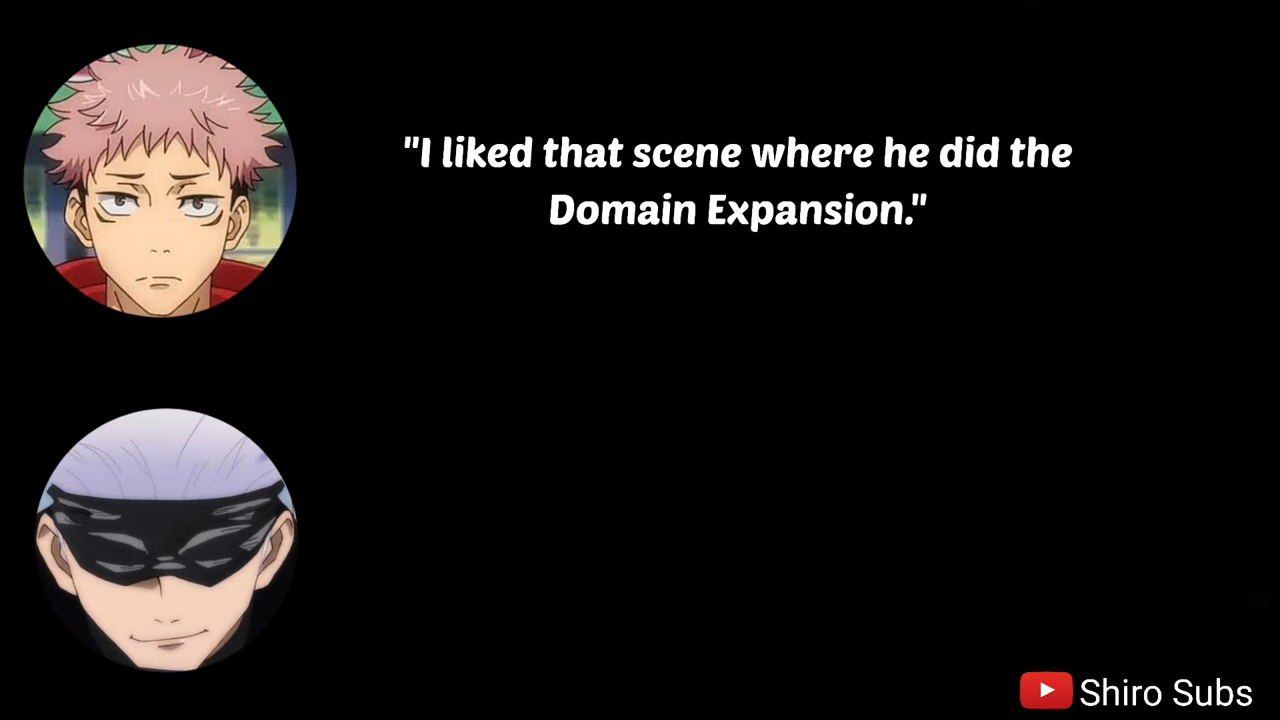 "I liked that scene where he did the
Domain Expansion."
Shiro Subs